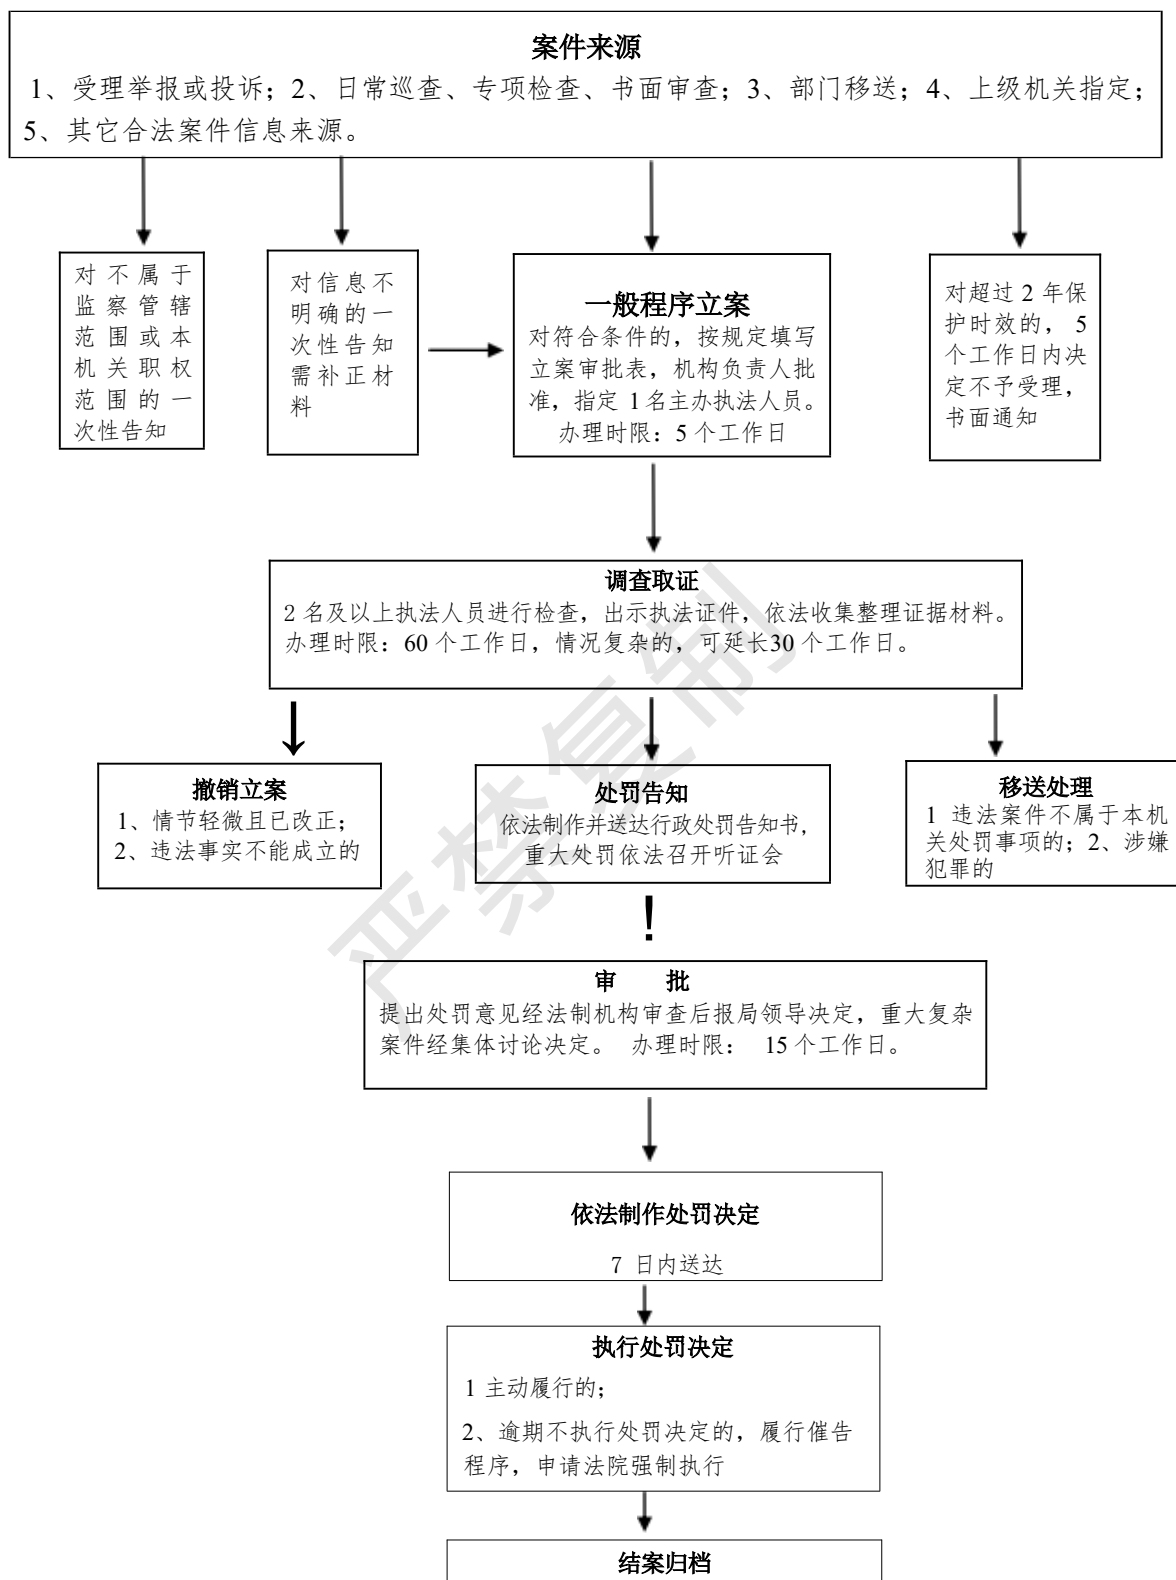 案件来源
1、受理举报或投诉；2、日常巡查、专项检查、书面审查；3、部门移送；4、上级机关指定；
5、其它合法案件信息来源。
对不属于
监察管辖
范围或本
机关职权
范围的一
次性告知
对信息不
明确的一
次性告知
需补正材
料
一般程序立案
对符合条件的，按规定填写
立案审批表，机构负责人批
准，指定 1名主办执法人员。
办理时限：5 个工作日
对超过 2 年保
护时效的， 5
个工作日内决
定不予受理，
书面通知
调查取证
2 名及以上执法人员进行检查，出示执法证件，依法收集整理证据材料。
办理时限：60 个工作日，情况复杂的，可延长30 个工作日。
撤销立案
1、情节轻微且已改正；
2、违法事实不能成立的
处罚告知
依法制作并送达行政处罚告知书，
重大处罚依法召开听证会
移送处理
1 违法案件不属于本机
关处罚事项的；2、涉嫌
犯罪的
!
审 批
提出处罚意见经法制机构审查后报局领导决定，重大复杂
案件经集体讨论决定。 办理时限： 15 个工作日。
依法制作处罚决定
7 日内送达
执行处罚决定
1 主动履行的；
2、逾期不执行处罚决定的，履行催告
程序，申请法院强制执行
结案归档
严禁复制